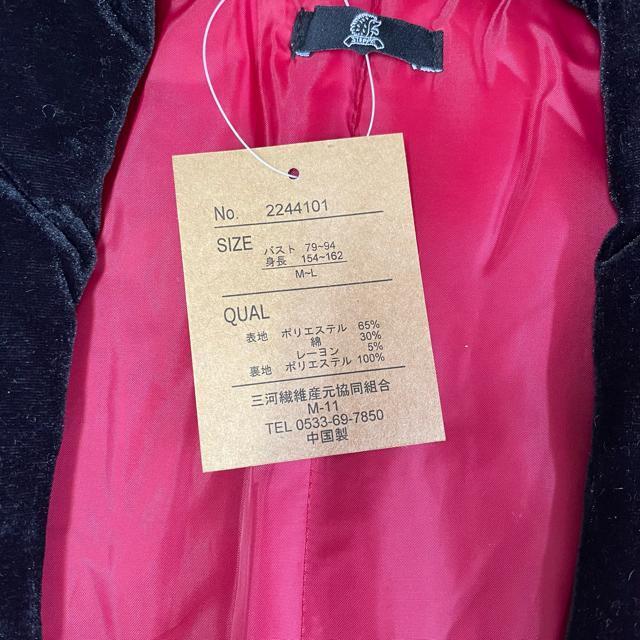 No. 2244101
SIZE バスト 79~94
身長 154~162
M~L
QUAL
表地 ポリエステル 65%
綿 30%
レーヨン 5%
裏地 ポリエステル 100%
三河繊維産元協同組合
M-11
TEL 0533-69-7850
中国製